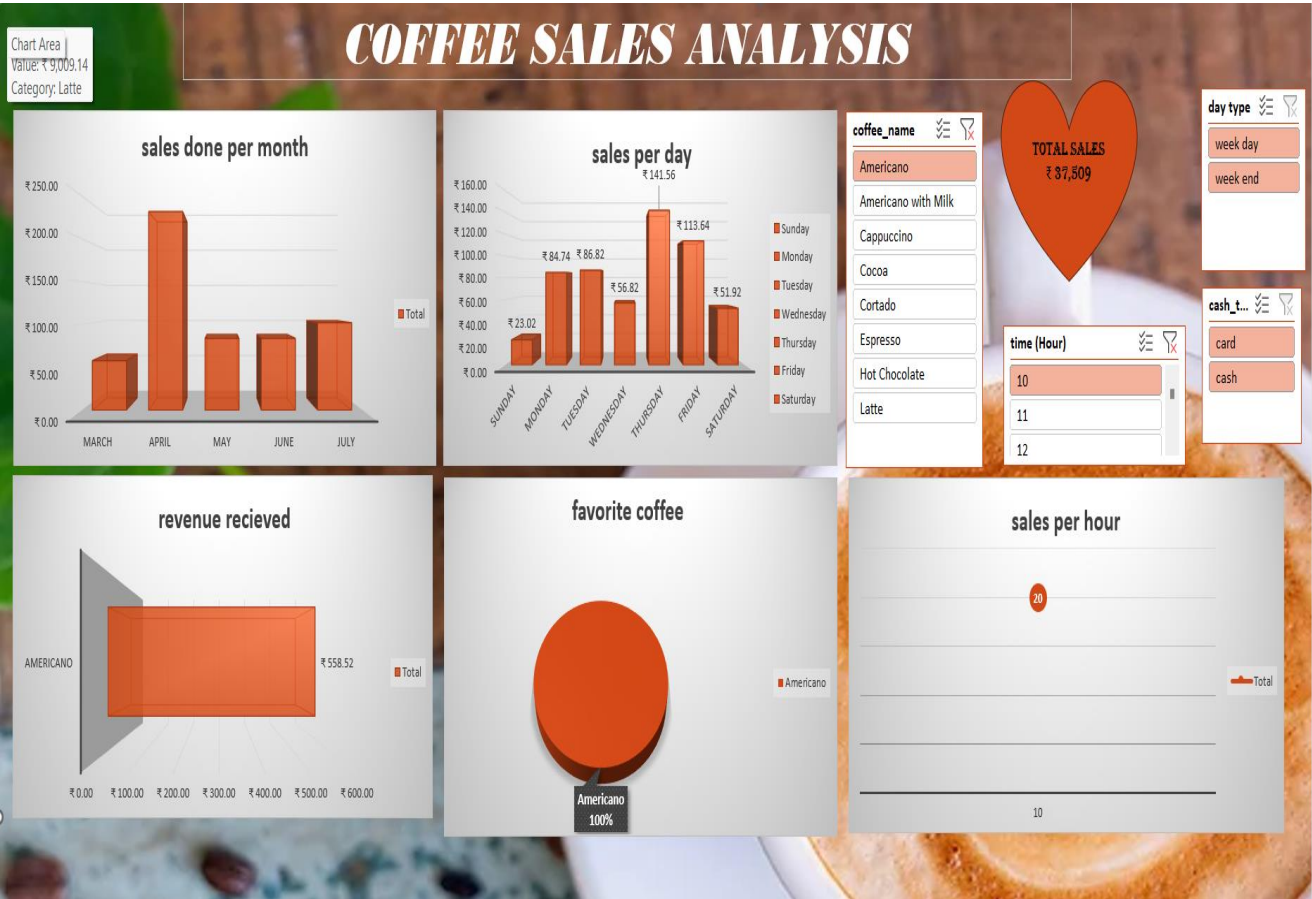 COFFEE SALES ANALYSIS
Chart Area
Value: ₹ 9,009.14
Category: Latte
sales done per month
₹ 250.00
₹ 200.00
₹ 150.00
₹ 100.00
₹ 50.00
₹ 0.00
MARCH APRIL MAY JUNE JULY
Total
sales per day
₹ 160.00
₹ 140.00
₹ 120.00
₹ 100.00
₹ 80.00
₹ 60.00
₹ 40.00
₹ 20.00
₹ 0.00
₹ 23.02
₹ 84.74
₹ 86.82
₹ 56.82
₹ 141.56
₹ 113.64
₹ 51.92
SUNDAY
MONDAY
TUESDAY
WEDNESDAY
THURSDAY
FRIDAY
SATURDAY
Sunday
Monday
Tuesday
Wednesday
Thursday
Friday
Saturday
coffee_name
Americano
Americano with Milk
Cappuccino
Cocoa
Cortado
Espresso
Hot Chocolate
Latte
TOTAL SALES
₹ 37,509
day type
week day
week end
time (Hour)
10
11
12
cash_t...
card
cash
revenue recieved
AMERICANO
₹ 558.52
₹ 0.00 ₹ 100.00 ₹ 200.00 ₹ 300.00 ₹ 400.00 ₹ 500.00 ₹ 600.00
Total
favorite coffee
Americano
100%
Americano
sales per hour
20
10
Total